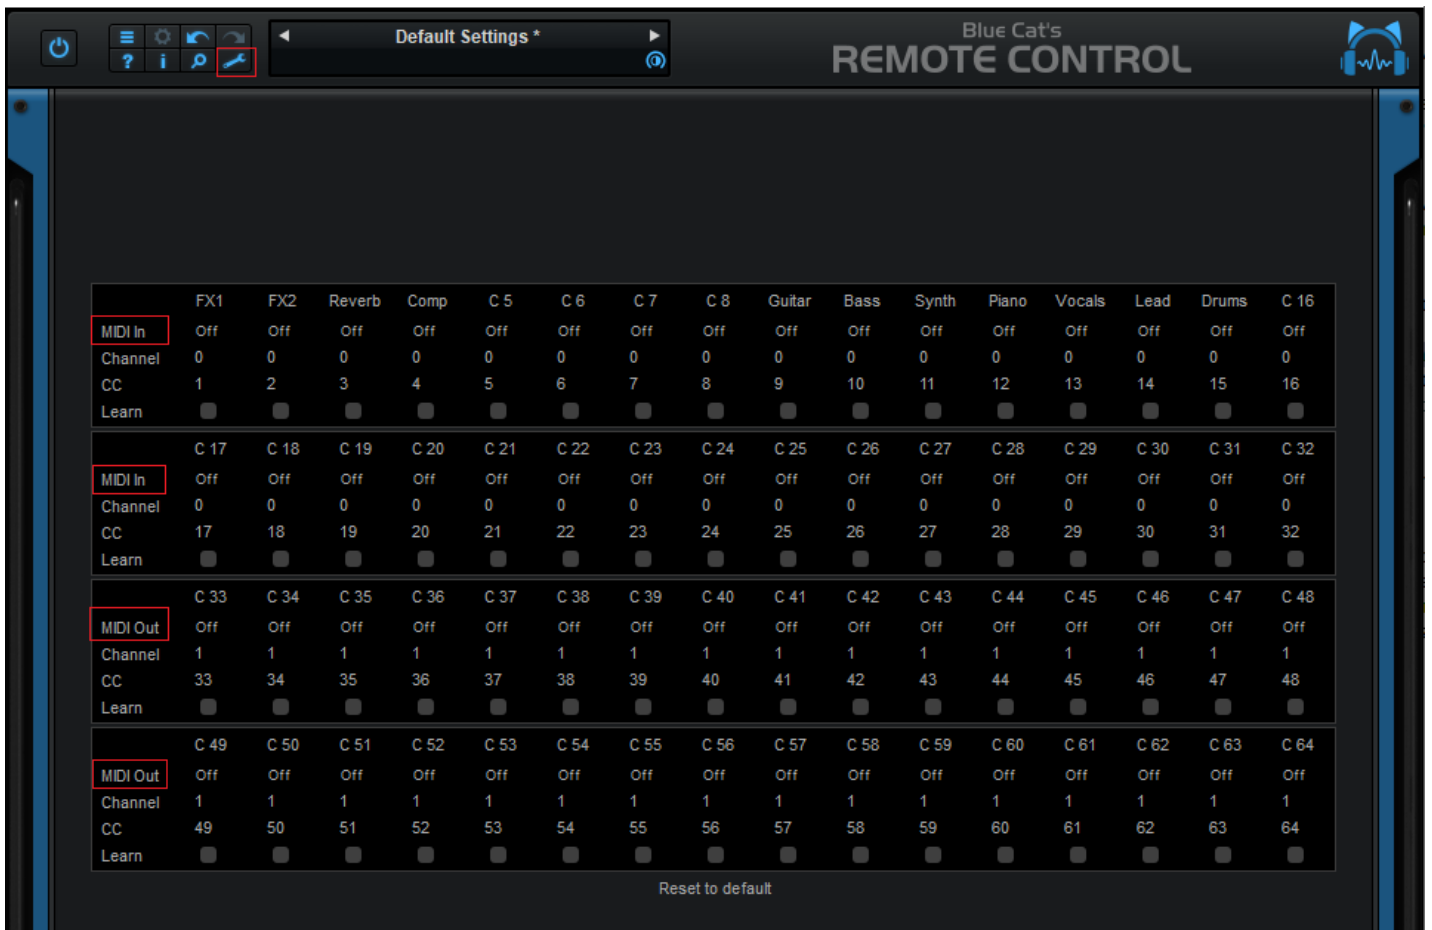 Default Settings *
Blue Cat's
REMOTE CONTROL
FX1 FX2 Reverb Comp C 5 C 6 C 7 C 8 Guitar Bass Synth Piano Vocals Lead Drums C 16
MIDI In Off Off Off Off Off Off Off Off Off Off Off Off Off Off Off Off
Channel 0 0 0 0 0 0 0 0 0 0 0 0 0 0 0 0
CC 1 2 3 4 5 6 7 8 9 10 11 12 13 14 15 16
Learn
C 17 C 18 C 19 C 20 C 21 C 22 C 23 C 24 C 25 C 26 C 27 C 28 C 29 C 30 C 31 C 32
MIDI In Off Off Off Off Off Off Off Off Off Off Off Off Off Off Off Off
Channel 0 0 0 0 0 0 0 0 0 0 0 0 0 0 0 0
CC 17 18 19 20 21 22 23 24 25 26 27 28 29 30 31 32
Learn
C 33 C 34 C 35 C 36 C 37 C 38 C 39 C 40 C 41 C 42 C 43 C 44 C 45 C 46 C 47 C 48
MIDI Out Off Off Off Off Off Off Off Off Off Off Off Off Off Off Off Off
Channel 1 1 1 1 1 1 1 1 1 1 1 1 1 1 1 1
CC 33 34 35 36 37 38 39 40 41 42 43 44 45 46 47 48
Learn
C 49 C 50 C 51 C 52 C 53 C 54 C 55 C 56 C 57 C 58 C 59 C 60 C 61 C 62 C 63 C 64
MIDI Out Off Off Off Off Off Off Off Off Off Off Off Off Off Off Off Off
Channel 1 1 1 1 1 1 1 1 1 1 1 1 1 1 1 1
CC 49 50 51 52 53 54 55 56 57 58 59 60 61 62 63 64
Learn
Reset to default